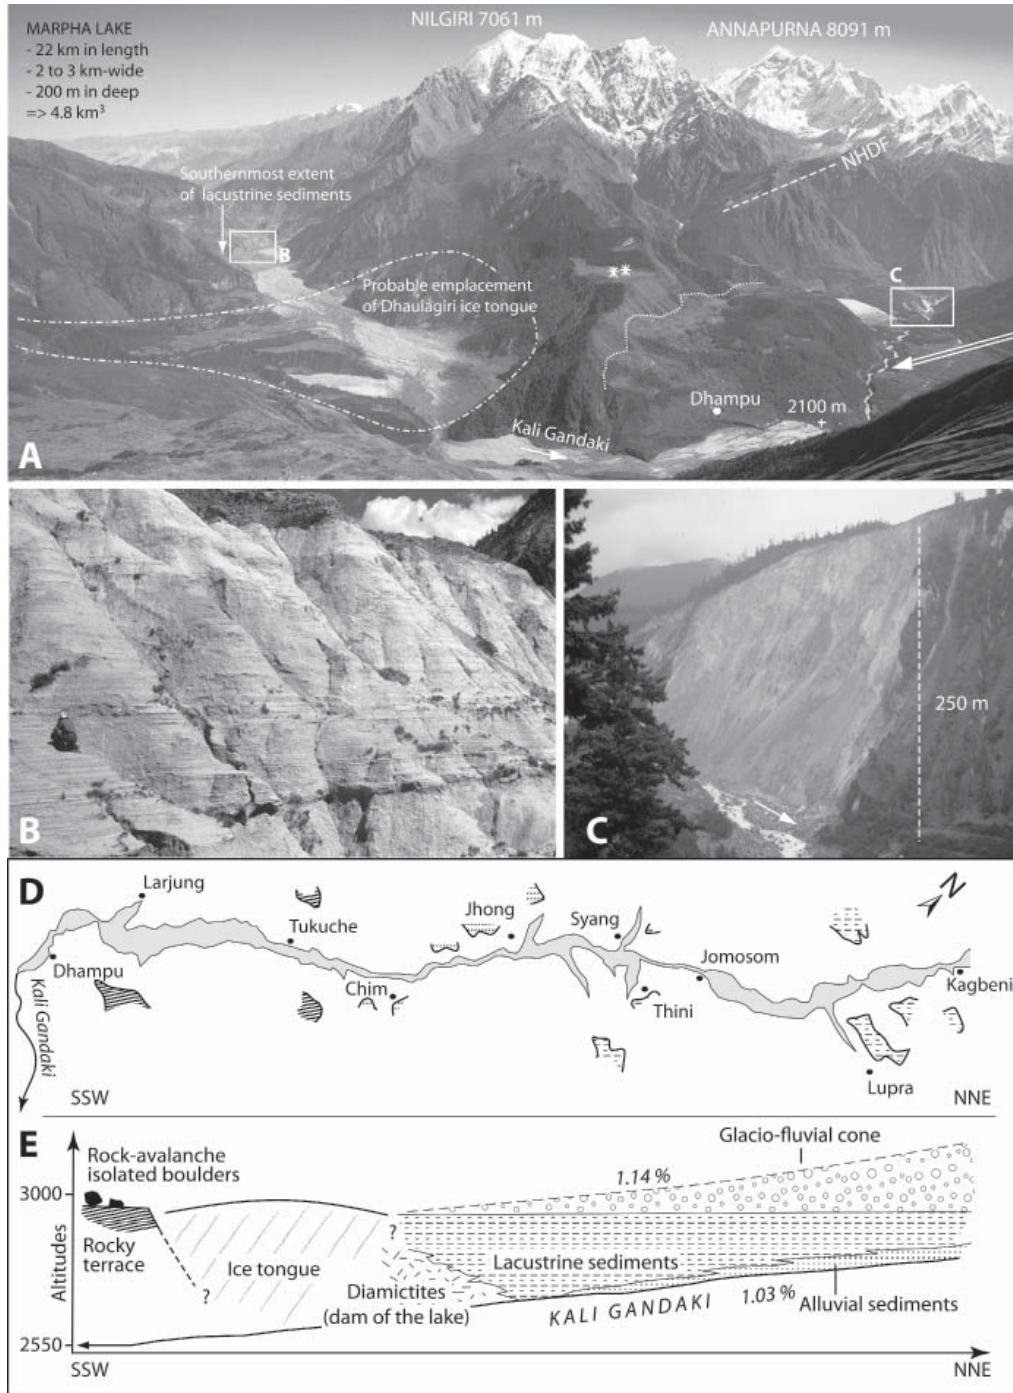 MARPHA LAKE
- 22 km in length
- 2 to 3 km-wide
- 200 m in deep
=> 4.8 km³
NILGIRI 7061 m
ANNAPURNA 8091 m
NHDF
Southernmost extent
of lacustrine sediments
B
C
Probable emplacement
of Dhaulagiri ice tongue
**
Dhampu
2100 m
+
Kali Gandaki
A
B
250 m
C
D
Larjung
Tukuche
Jhong
Syang
N
Jomosom
Dhampu
Chim
Thini
Kagbeni
Kali Gandaki
Lupra
SSW
NNE
E
Rock-avalanche
isolated boulders
Glacio-fluvial cone
1.14 %
3000
?
Rocky
terrace
Ice tongue
Lacustrine sediments
Altitudes
?
Diamictites
(dam of the lake)
KALI GANDAKI
1.03 %
Alluvial sediments
2550
SSW
NNE